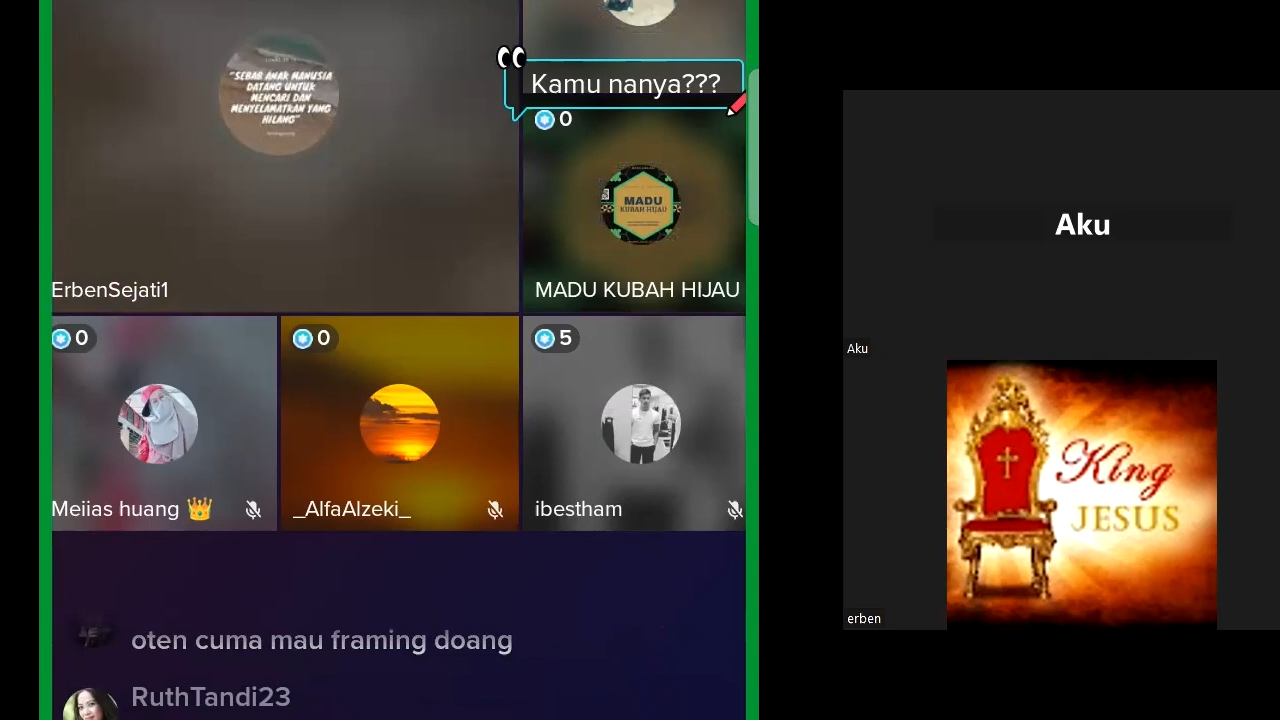 "SEBAB ANAK MANUSIA
DATANG UNTUK
MENCARI DAN
MENYELAMATKAN YANG
HILANG"
Kamu nanya???
0
MADU
KUBAH HIJAU
ErbenSejati1
MADU KUBAH HIJAU
0
0
5
Meiias huang 👑
_AlfaAlzeki_
ibestham
oten cuma mau framing doang
RuthTandi23
Aku
Aku
King
JESUS
erben